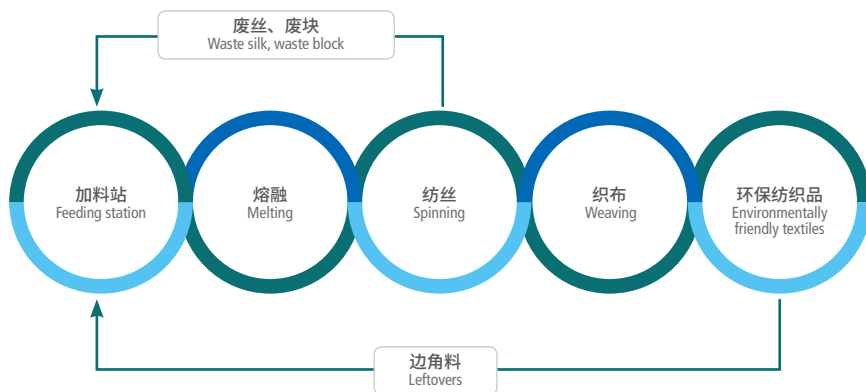 废丝、废块
Waste silk, waste block
加料站
Feeding station
熔融
Melting
纺丝
Spinning
织布
Weaving
环保纺织品
Environmentally
friendly textiles
边角料
Leftovers